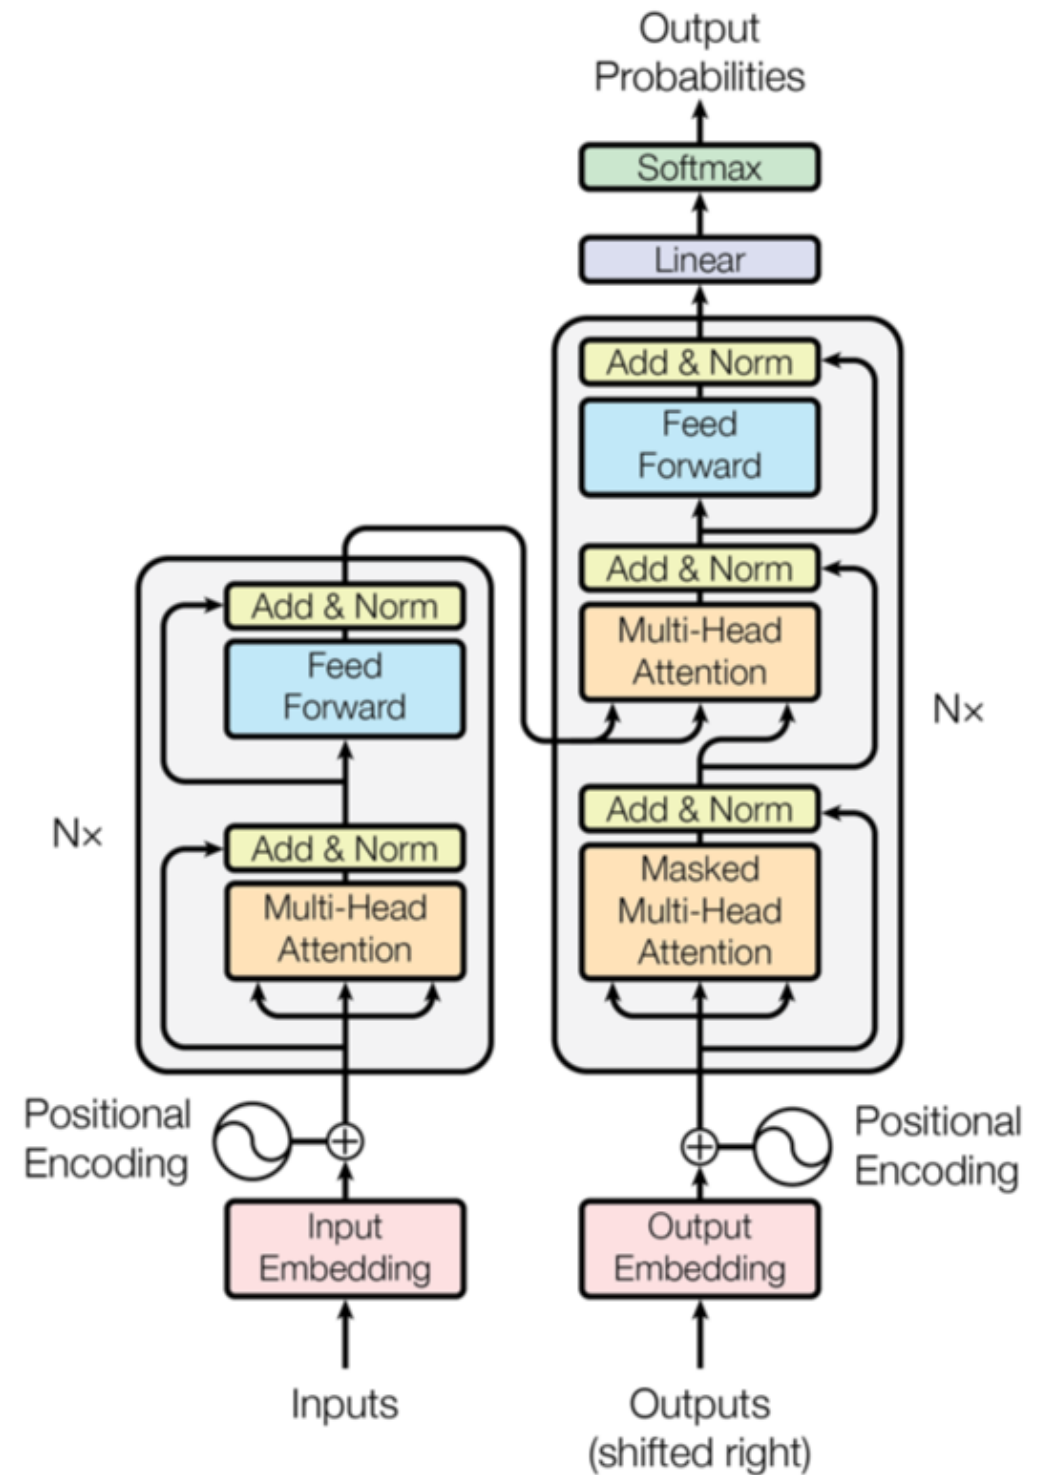 Output
Probabilities
Softmax
Linear
Add & Norm
Feed
Forward
Add & Norm
Multi-Head
Attention
Add & Norm
Masked
Multi-Head
Attention
Nx
Positional
Encoding
Output
Embedding
Outputs
(shifted right)
Add & Norm
Feed
Forward
Add & Norm
Multi-Head
Attention
Nx
Positional
Encoding
Input
Embedding
Inputs